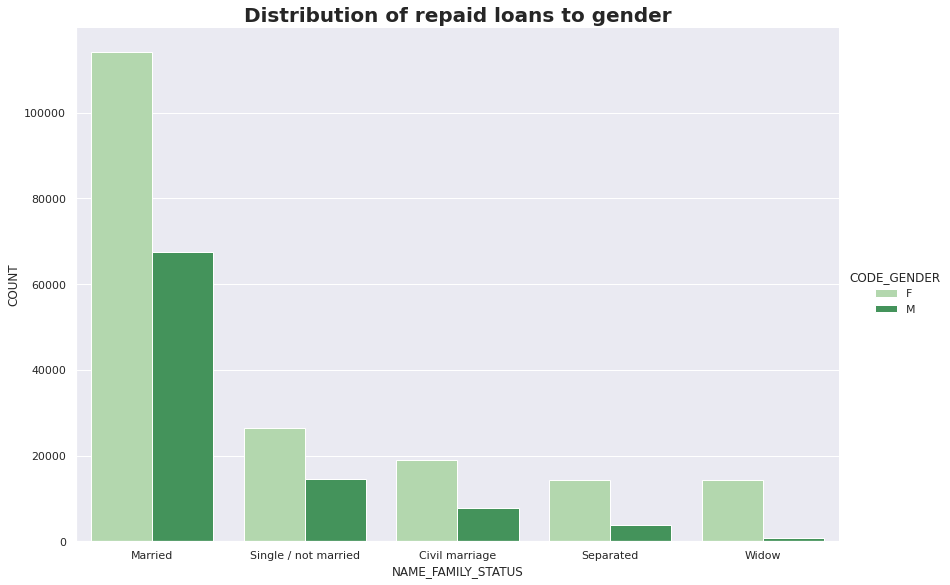 Distribution of repaid loans to gender
100000
80000
60000
40000
20000
0
COUNT
Married
Single / not married
Civil marriage
Separated
Widow
NAME_FAMILY_STATUS
CODE_GENDER
F
M